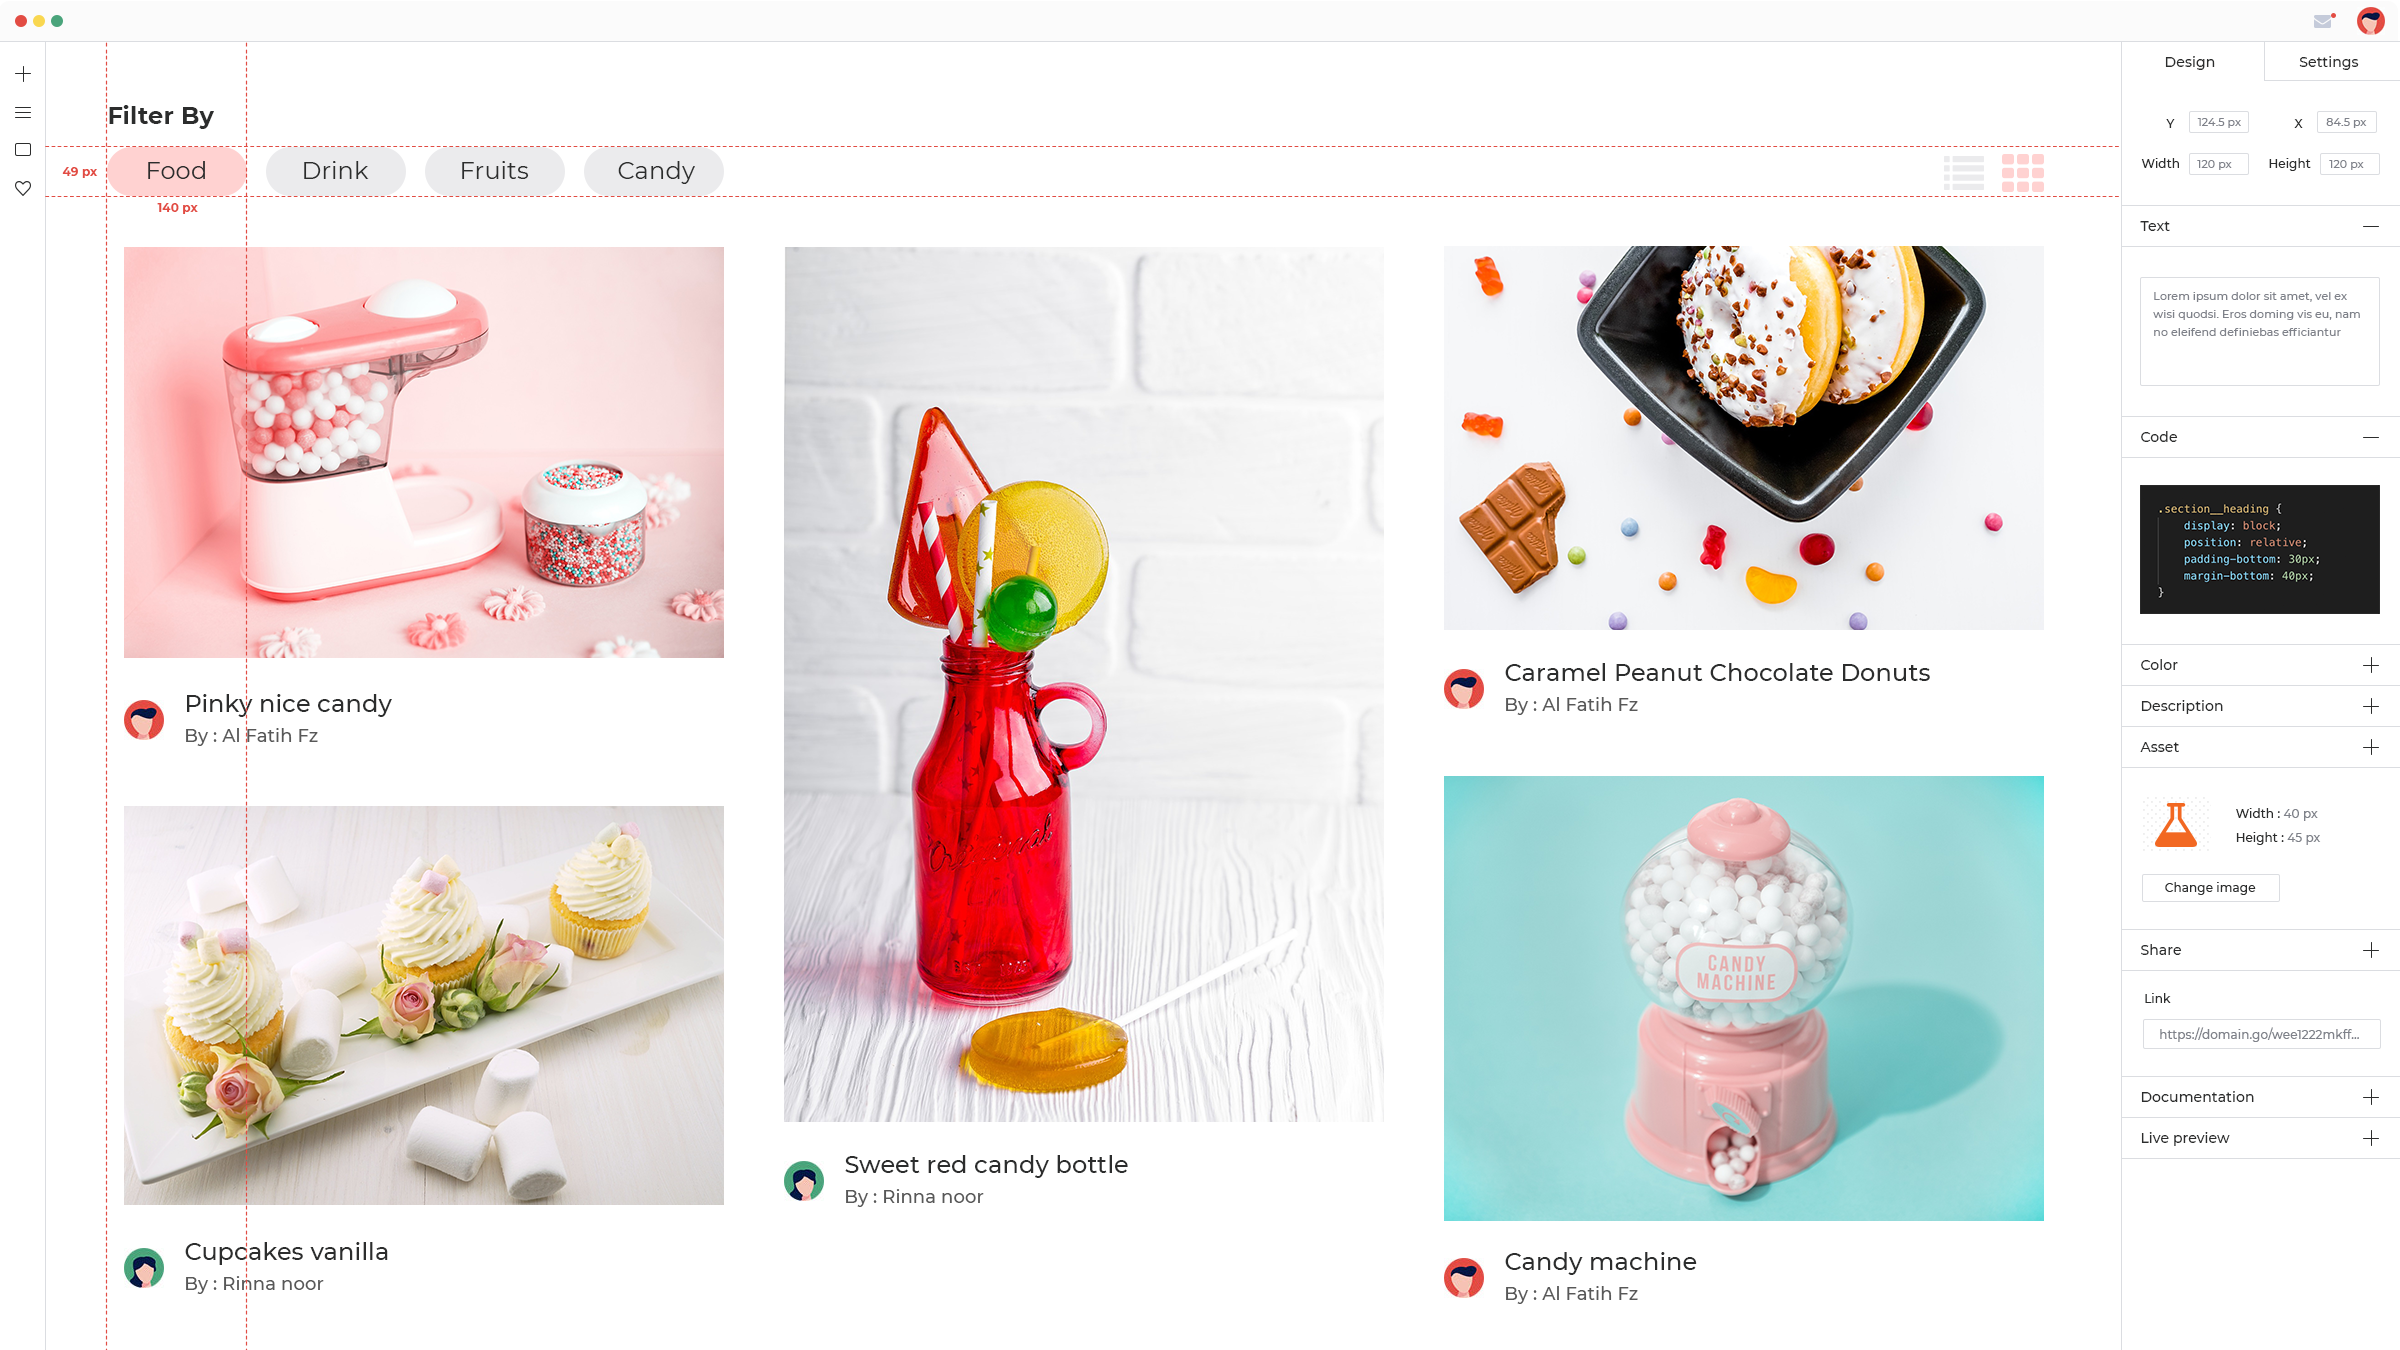 Design
Settings
Filter By
Y
124.5 px
X
84.5 px
49 px
Food
Drink
Fruits
Candy
Width
120 px
Height
120 px
140 px
Text
Lorem ipsum dolor sit amet, vel ex
wisi quodsi. Eros doming vis eu, nam
no eleifend definiebas efficiantur
Code
.section__heading {
display: block;
position: relative;
padding-bottom: 30px;
margin-bottom: 40px;
}
Pinky nice candy
By : Al Fatih Fz
Cupcakes vanilla
By : Rinna noor
Original
Sweet red candy bottle
By : Rinna noor
Caramel Peanut Chocolate Donuts
By : Al Fatih Fz
CANDY
MACHINE
Candy machine
By : Al Fatih Fz
Color
Description
Asset
Width : 40 px
Height : 45 px
Change image
Share
Link
https://domain.go/wee1222mkff...
Documentation
Live preview